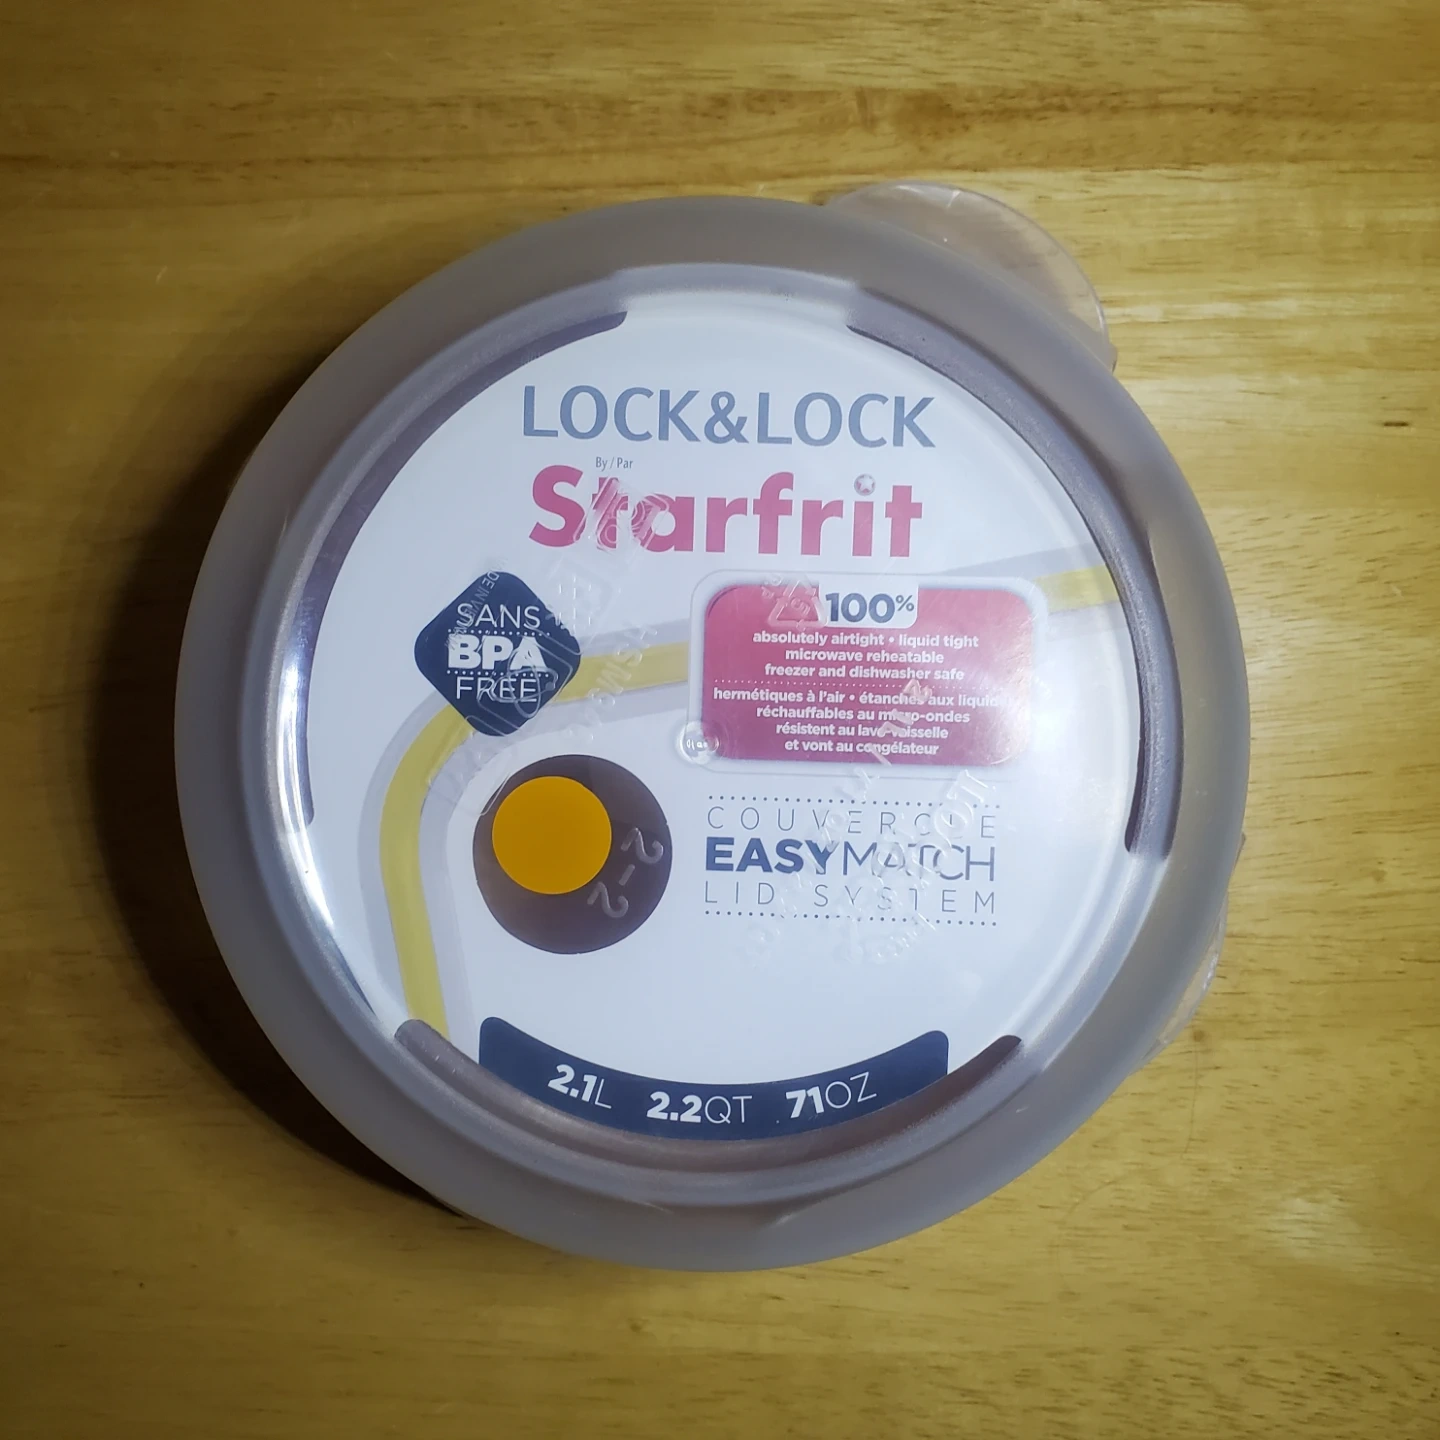 LOCK&LOCK
By / Par
Starfrit
SANS
BPA
FREE
100%
absolutely airtight • liquid tight
microwave reheatable
freezer and dishwasher safe
hermétiques à l'air • étanches aux liquides
réchauffables au micro-ondes
résistent au lave-vaisselle
et vont au congélateur
COUVERCLE
EASYMATCH
LID SYSTEM
2-2
2.1L 2.2QT 71OZ